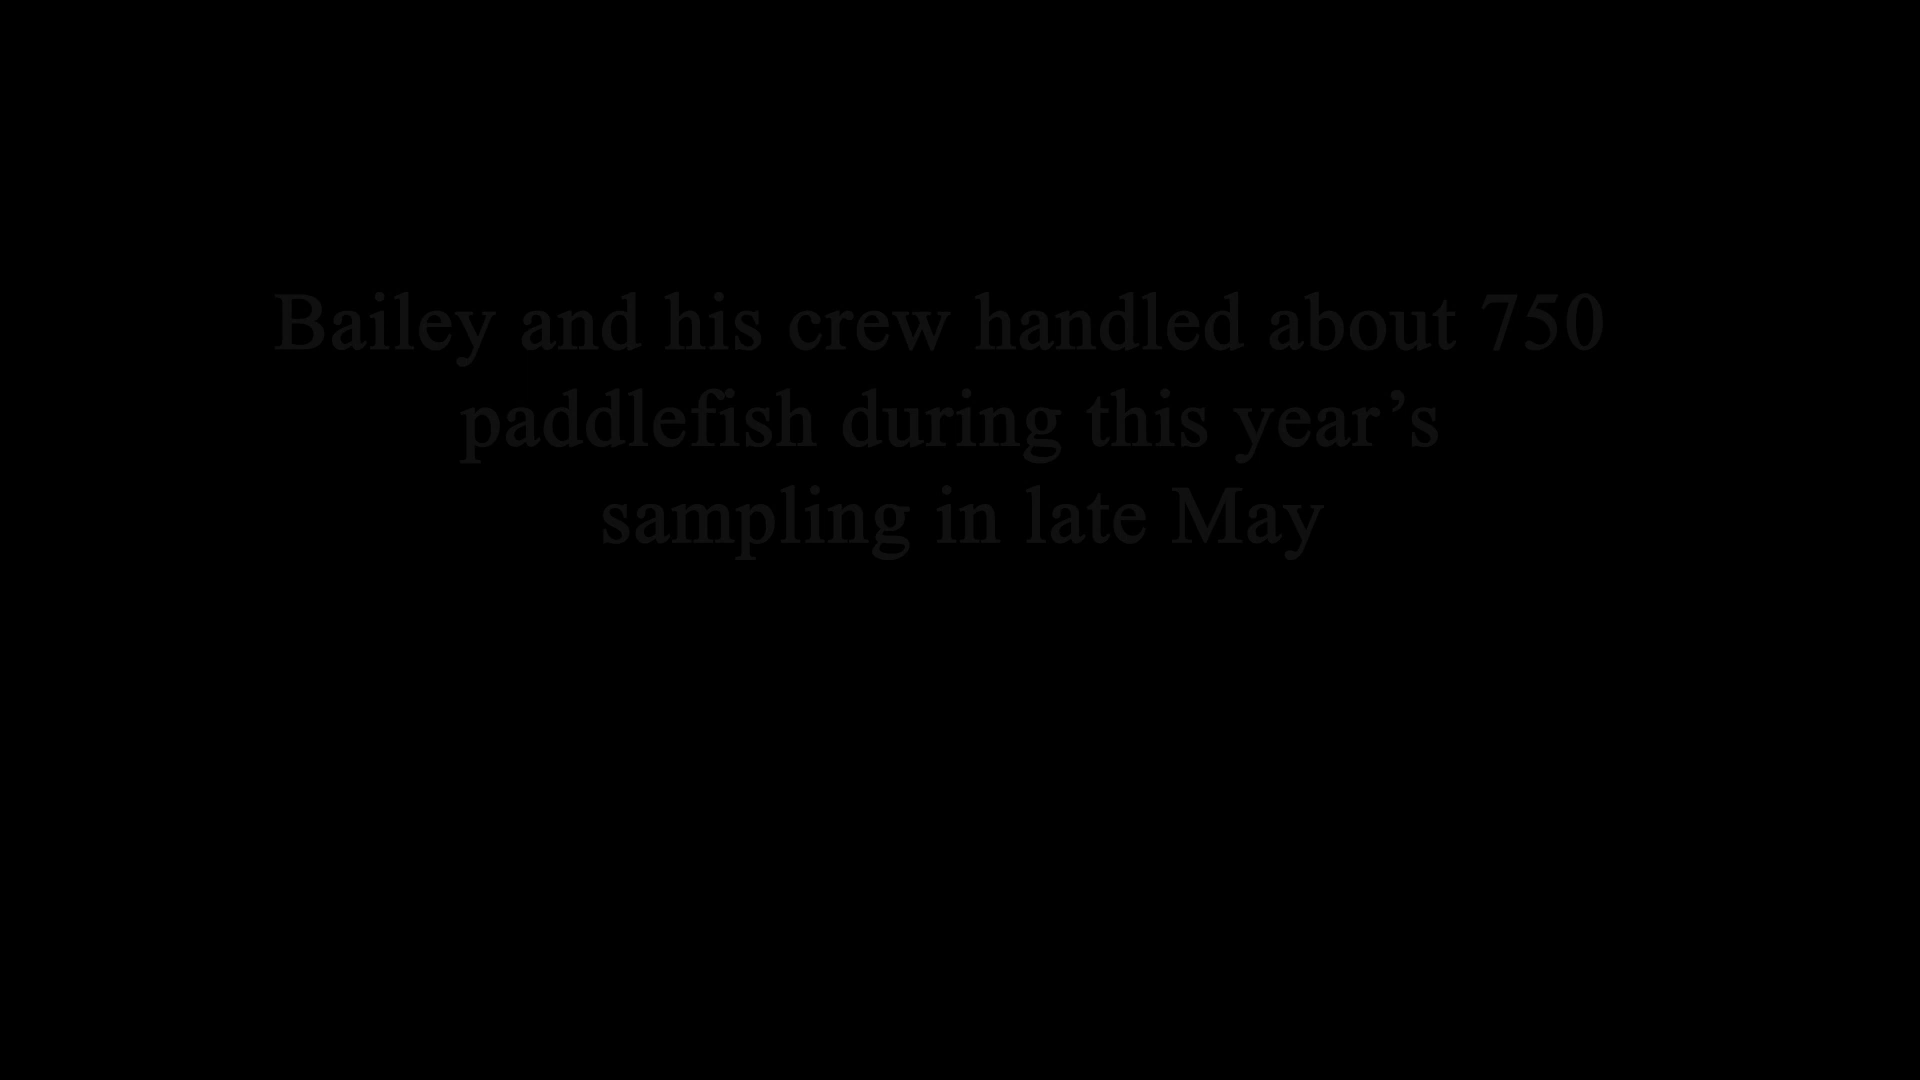 Bailey and his crew handled about 750
paddlefish during this year’s
sampling in late May